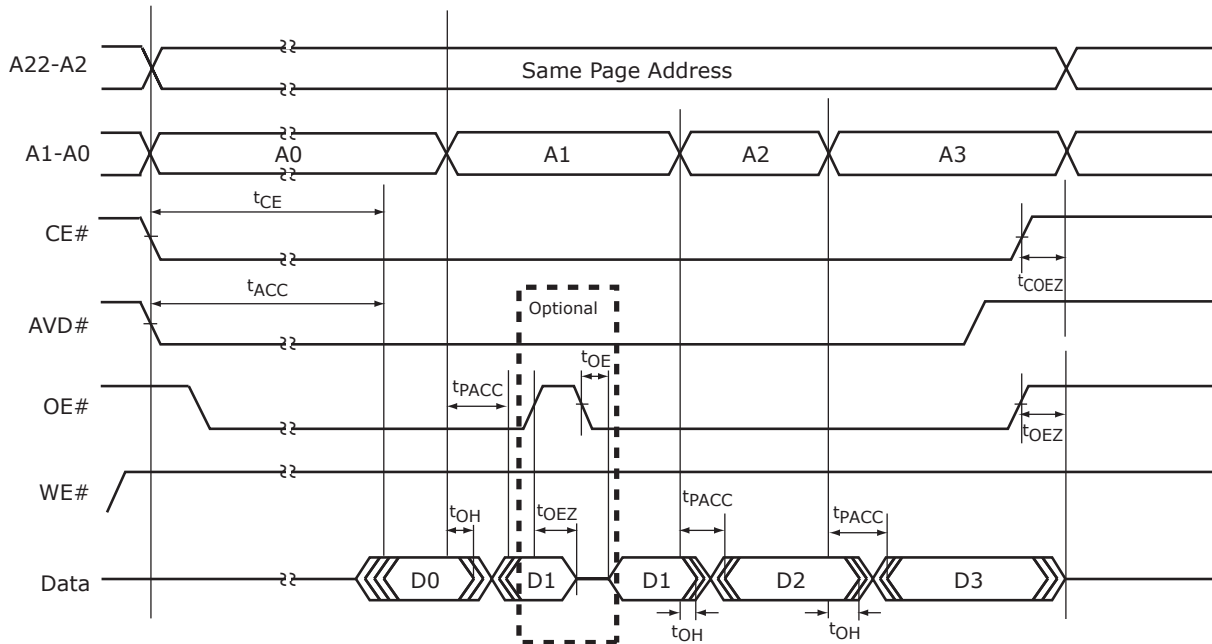 A22-A2
Same Page Address
A1-A0
A0
A1
A2
A3
tCE
CE#
tCOEZ
tACC
AVD#
Optional
tOE
OE#
tPACC
tOEZ
WE#
tOH
tOEZ
tPACC
tPACC
Data
D0
D1
D1
D2
D3
tOH
tOH